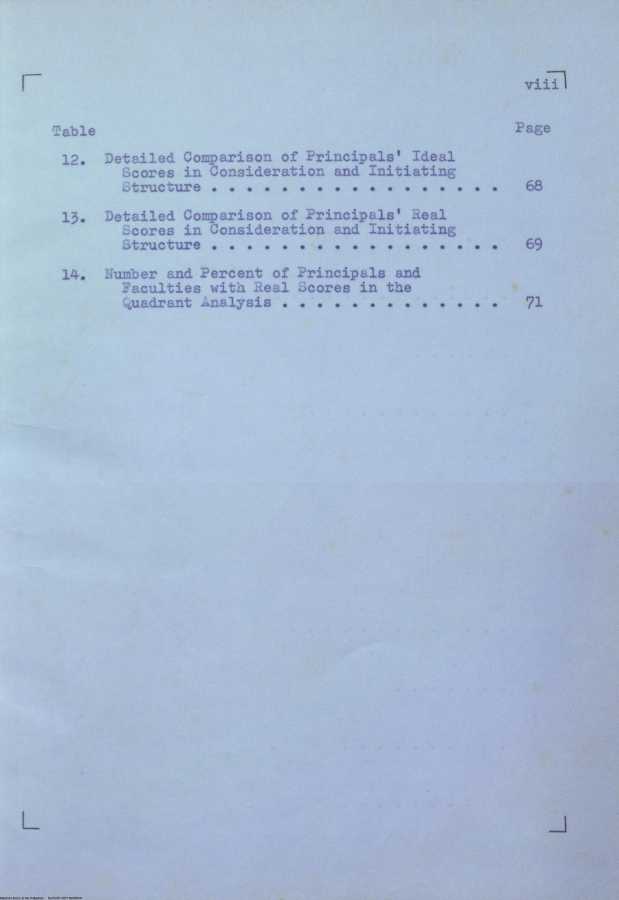 viii
Table Page
12. Detailed Comparison of Principals' Ideal
Scores in Consideration and Initiating
Structure . . . . . . . . . . . . . . . . . 68
13. Detailed Comparison of Principals' Real
Scores in Consideration and Initiating
Structure . . . . . . . . . . . . . . . . . 69
14. Number and Percent of Principals and
Faculties with Real Scores in the
Quadrant Analysis . . . . . . . . . . . . . 71